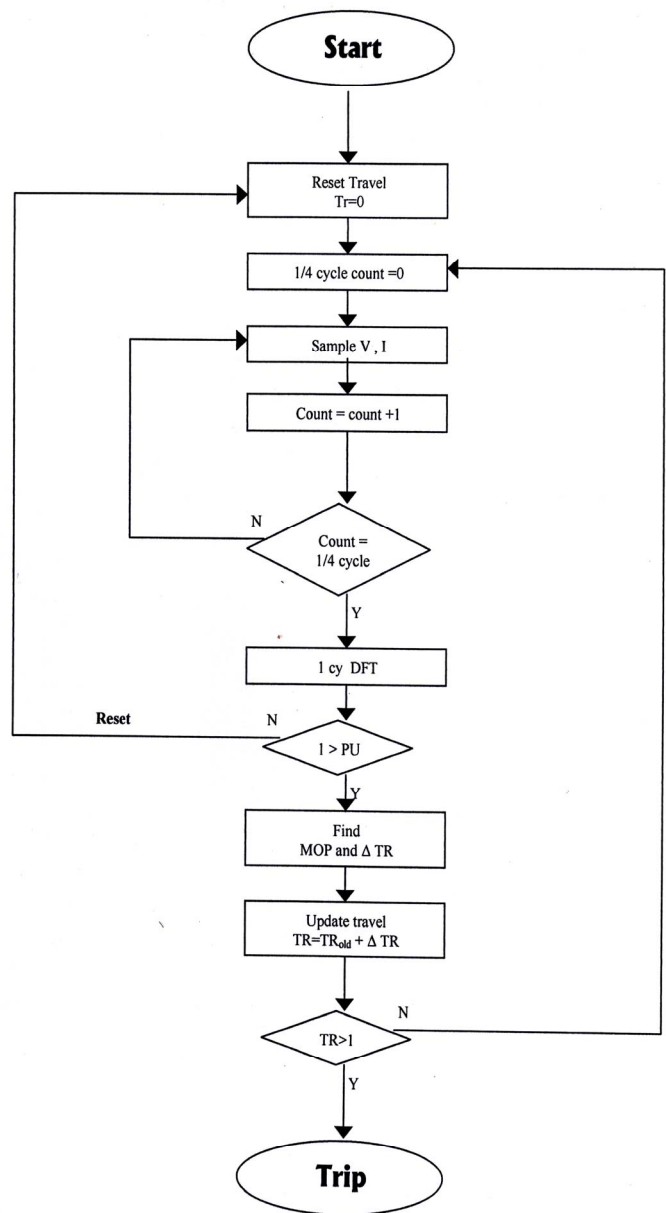 Start
Reset Travel
Tr=0
1/4 cycle count =0
Sample V , I
Count = count +1
N
Count =
1/4 cycle
Y
1 cy DFT
Reset
N
1 > PU
Y
Find
MOP and Δ TR
Update travel
TR=TRold + Δ TR
N
TR>1
Y
Trip